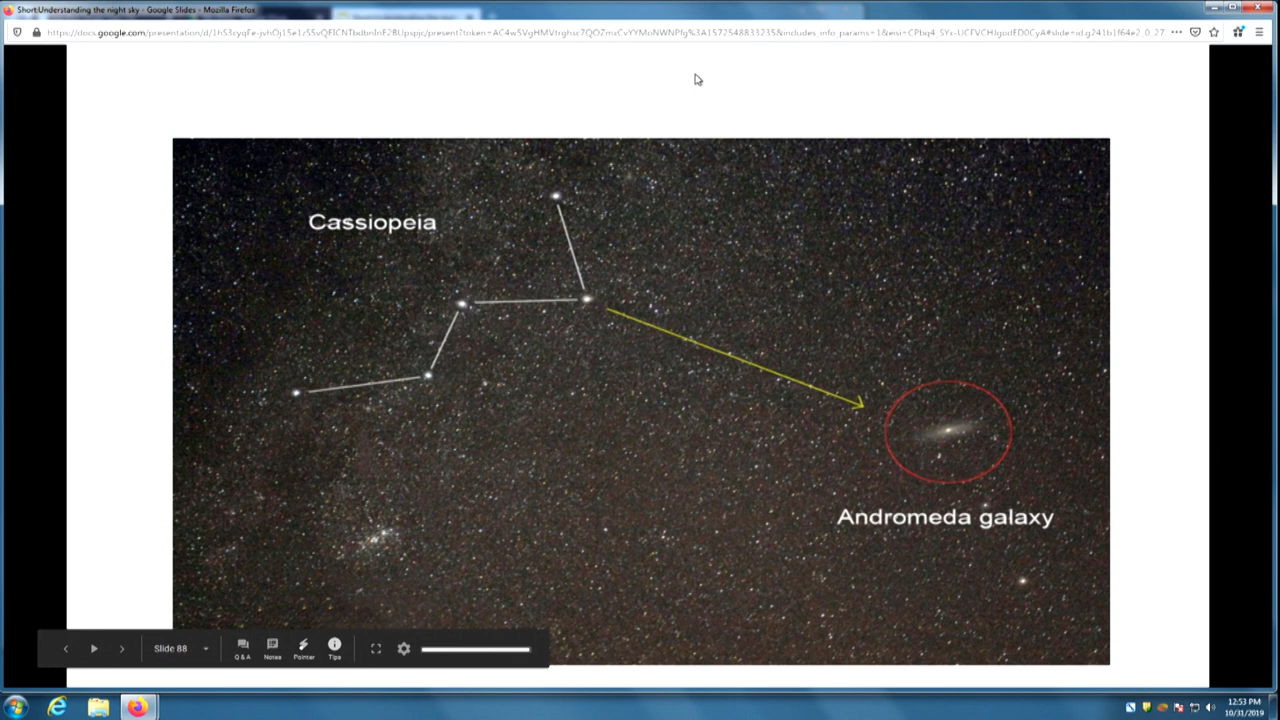 Short:Understanding the night sky - Google Slides - Mozilla Firefox
Cassiopeia
Andromeda galaxy
Slide 88
Q & A
Notes
Pointer
Tips
12:53 PM
10/31/2019